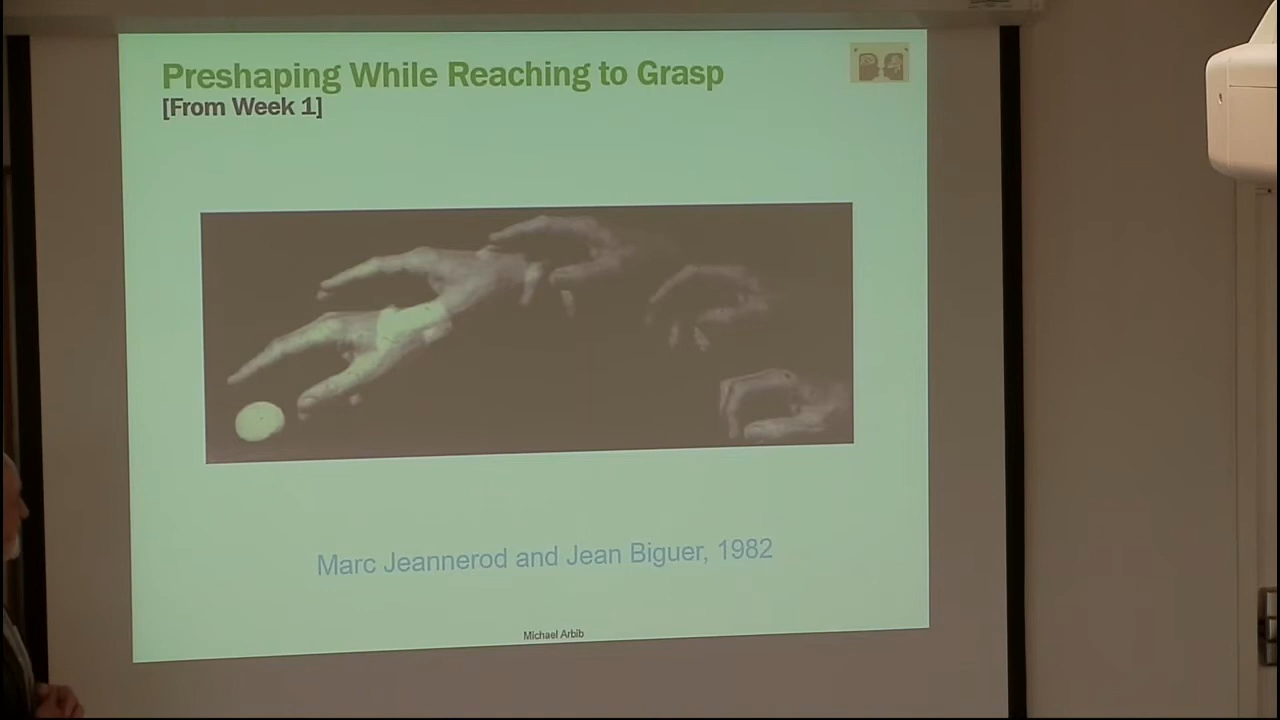 Preshaping While Reaching to Grasp
[From Week 1]
Marc Jeannerod and Jean Biguer, 1982
Michael Arbib